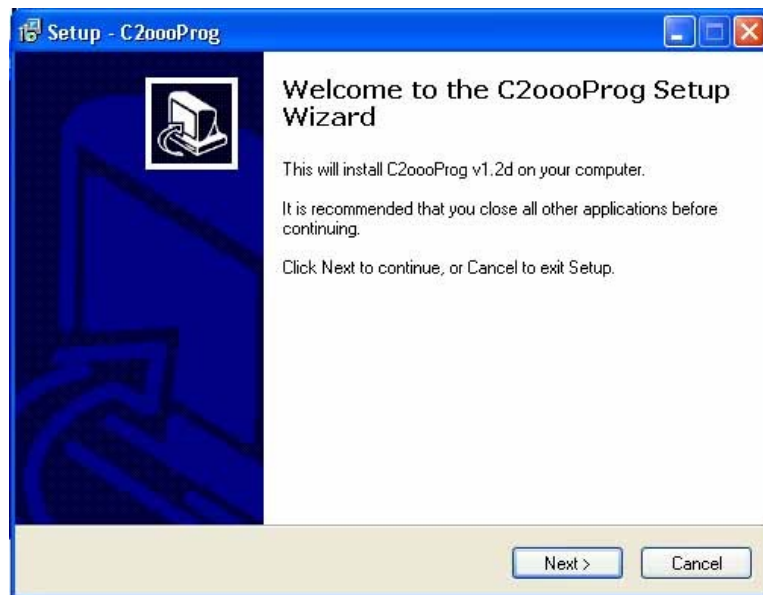 Setup - C2oooProg
Welcome to the C2oooProg Setup
Wizard
This will install C2oooProg v1.2d on your computer.
It is recommended that you close all other applications before
continuing.
Click Next to continue, or Cancel to exit Setup.
Next >
Cancel